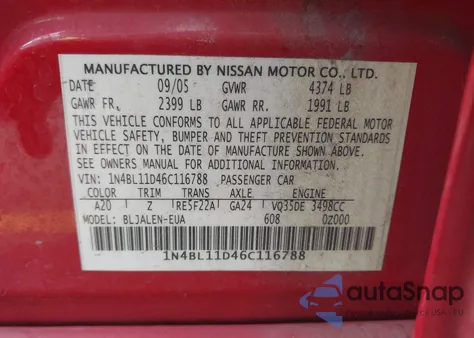 MANUFACTURED BY NISSAN MOTOR CO., LTD.
DATE 09/05 GVWR 4374 LB
GAWR FR. 2399 LB GAWR RR. 1991 LB
THIS VEHICLE CONFORMS TO ALL APPLICABLE FEDERAL MOTOR
VEHICLE SAFETY, BUMPER AND THEFT PREVENTION STANDARDS
IN EFFECT ON THE DATE OF MANUFACTURE SHOWN ABOVE.
SEE OWNERS MANUAL FOR ADDITIONAL INFORMATION.
VIN: 1N4BL11D46C116788 PASSENGER CAR
COLOR TRIM TRANS AXLE ENGINE
A20 Z RE5F22A GA24 VQ35DE 3498CC
MODEL: BLJALEN-EUA 608 0Z000
1N4BL11D46C116788
autoSnap